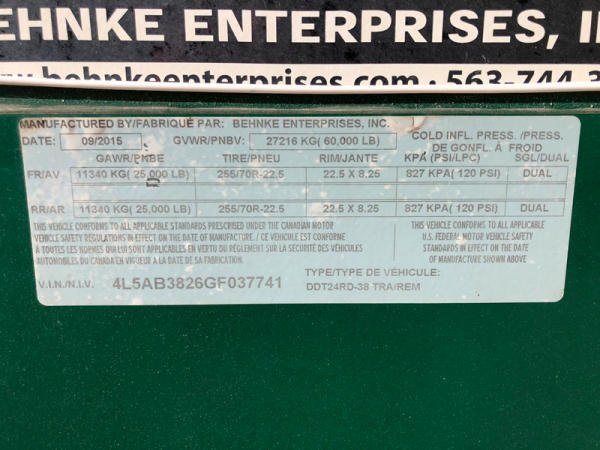 EHNKE ENTERPRISES, I
www.behnkeenterprises.com · 563-744-3
MANUFACTURED BY/FABRIQUÉ PAR: BEHNKE ENTERPRISES, INC.
DATE: 09/2015 GVWR/PNBV: 27216 KG( 60,000 LB) COLD INFL. PRESS. /PRESS. DE GONFL. À FROID
GAWR/PNBE TIRE/PNEU RIM/JANTE KPA (PSI/LPC) SGL/DUAL
FR/AV 11340 KG( 25,000 LB) 255/70R-22.5 22.5 X 8.25 827 KPA( 120 PSI) DUAL
RR/AR 11340 KG( 25,000 LB) 255/70R-22.5 22.5 X 8.25 827 KPA( 120 PSI) DUAL
THIS VEHICLE CONFORMS TO ALL APPLICABLE STANDARDS PRESCRIBED UNDER THE CANADIAN MOTOR
VEHICLE SAFETY REGULATIONS IN EFFECT ON THE DATE OF MANUFACTURE / CE VÉHICULE EST CONFORME
À TOUTES LES NORMES QUI LUI SONT APPLICABLES EN VERTU DU RÈGLEMENT SUR LA SÉCURITÉ DES VÉHICULES
AUTOMOBILES DU CANADA EN VIGUEUR A LA DATE DE SA FABRICATION
THIS VEHICLE CONFORMS TO ALL APPLICABLE
U.S. FEDERAL MOTOR VEHICLE SAFETY
STANDARDS IN EFFECT ON THE DATE
OF MANUFACTURE SHOWN ABOVE
V.I.N./N.I.V. 4L5AB3826GF037741
TYPE/TYPE DE VÉHICULE:
DDT24RD-38 TRA/REM